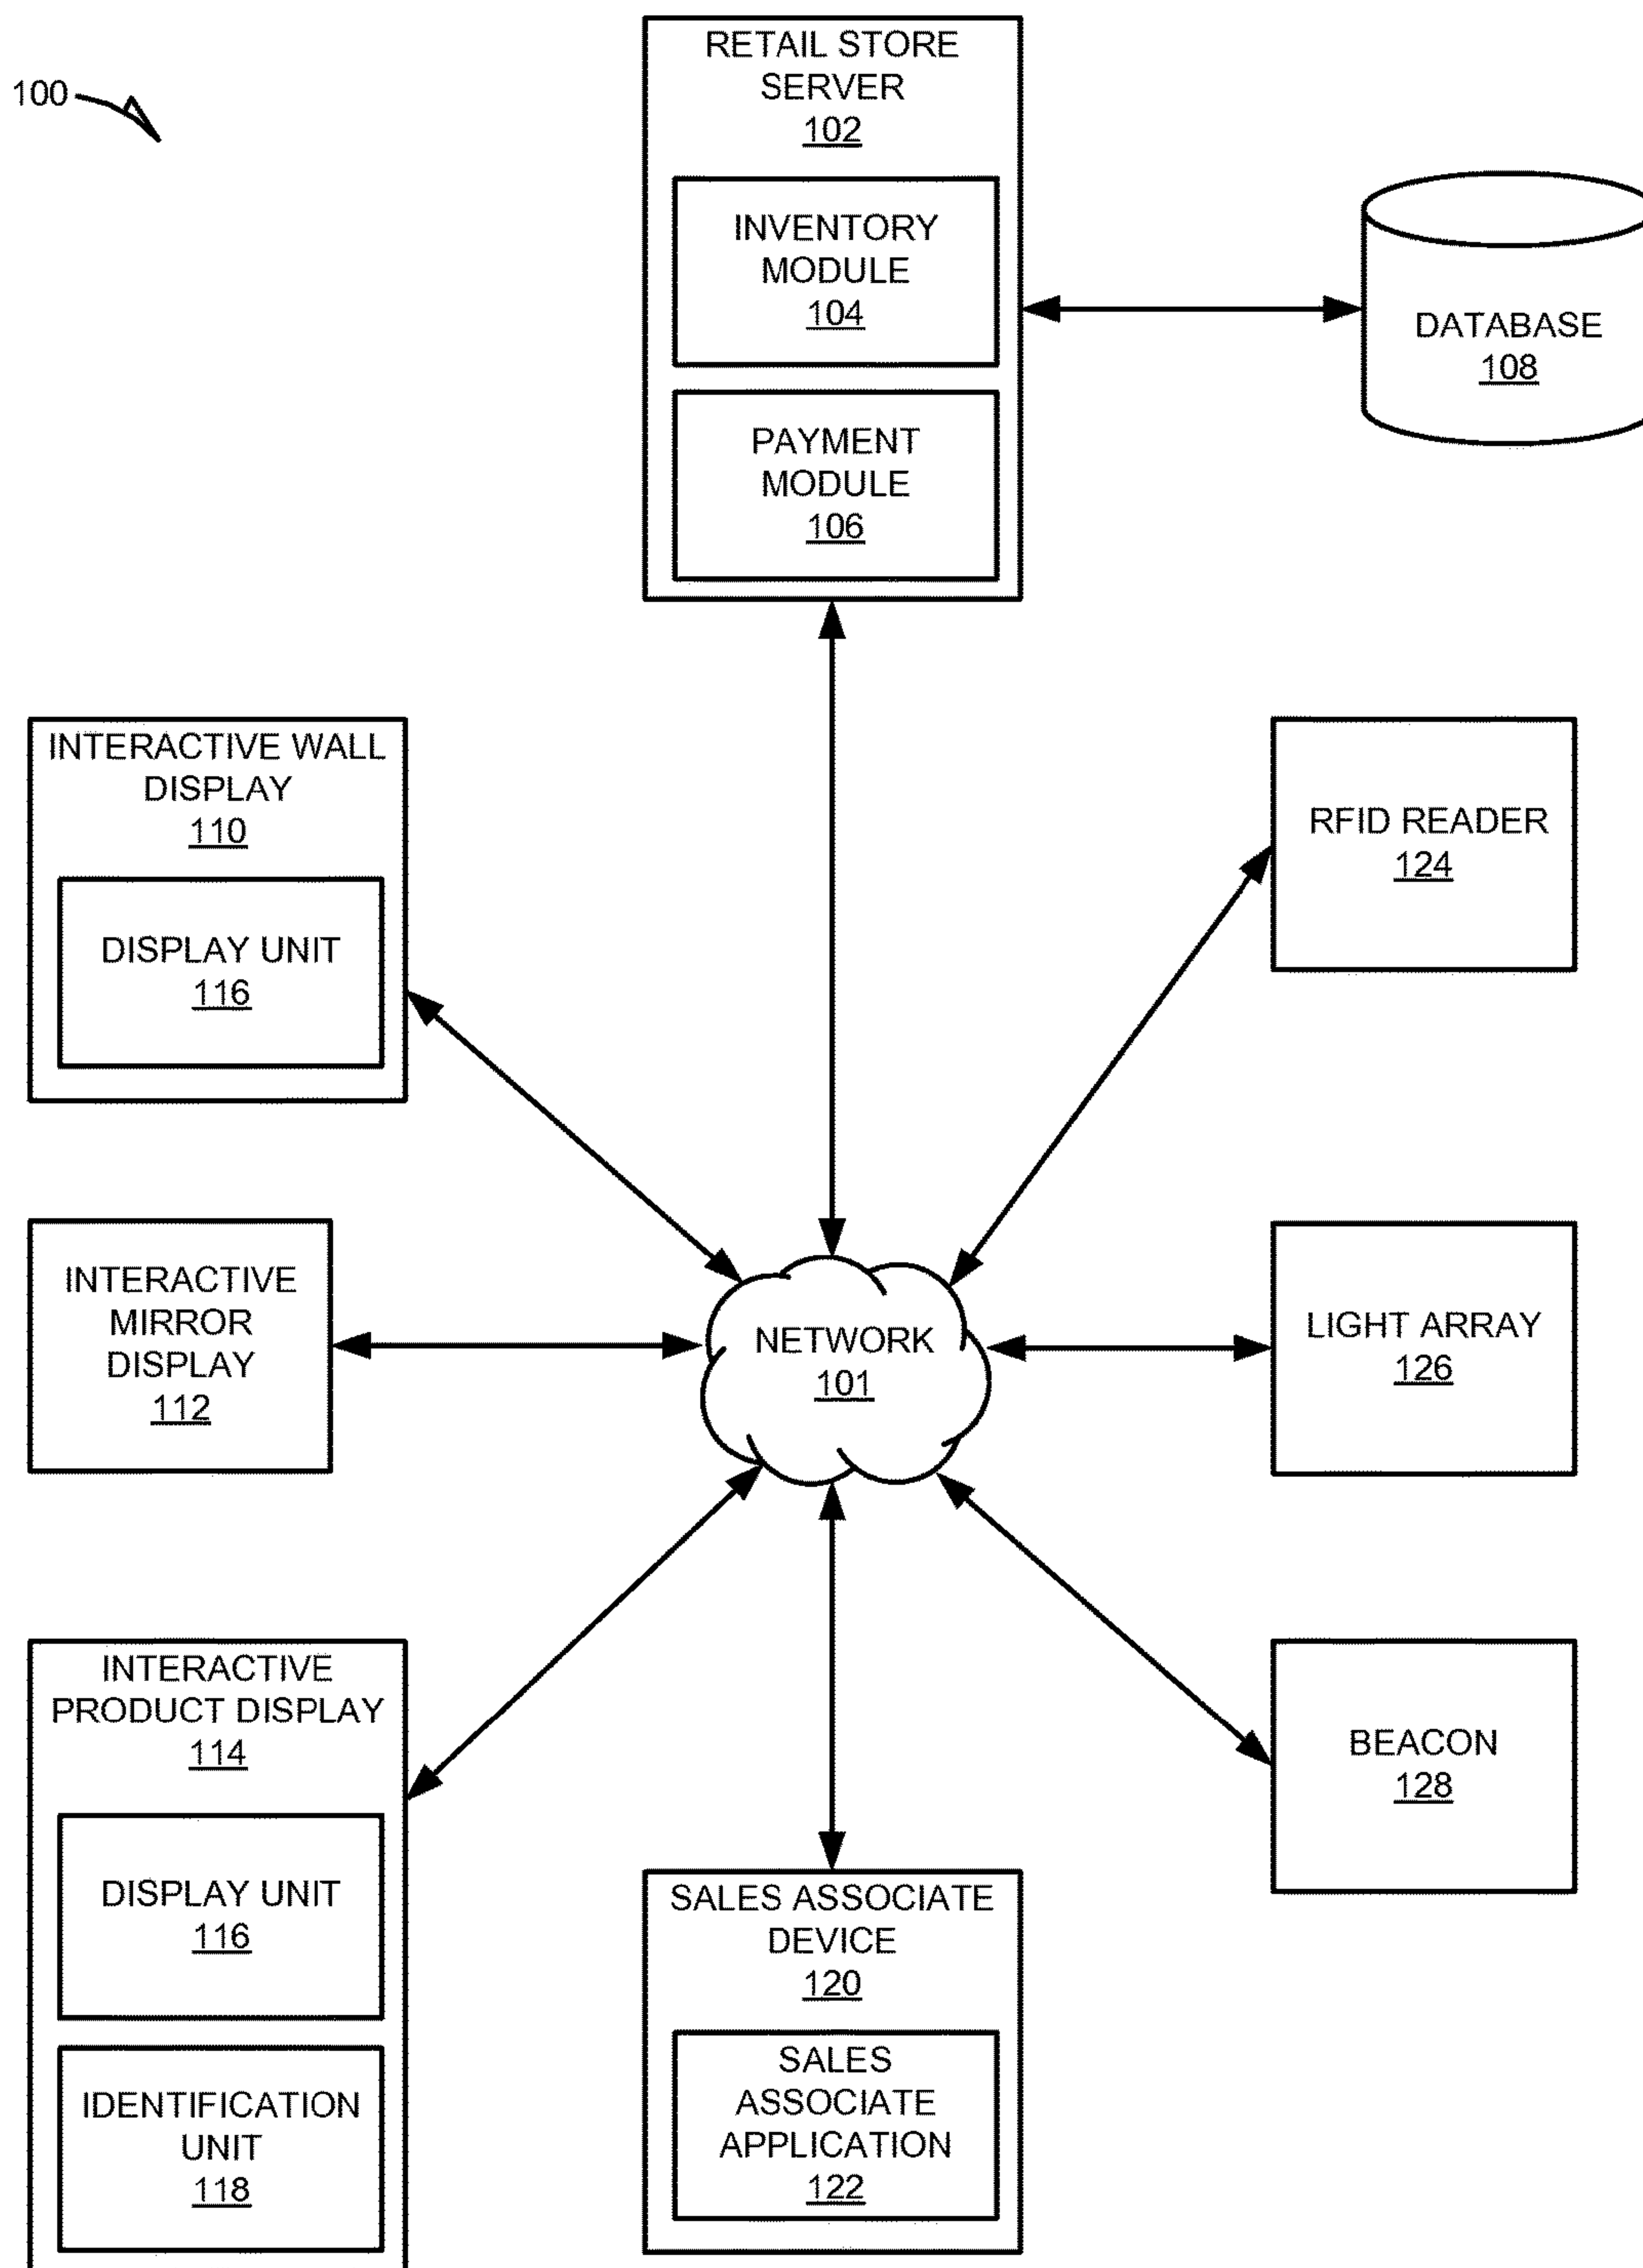 100
RETAIL STORE
SERVER
102
INVENTORY
MODULE
104
PAYMENT
MODULE
106
DATABASE
108
INTERACTIVE WALL
DISPLAY
110
DISPLAY UNIT
116
RFID READER
124
INTERACTIVE
MIRROR
DISPLAY
112
NETWORK
101
LIGHT ARRAY
126
INTERACTIVE
PRODUCT DISPLAY
114
DISPLAY UNIT
116
IDENTIFICATION
UNIT
118
SALES ASSOCIATE
DEVICE
120
SALES
ASSOCIATE
APPLICATION
122
BEACON
128